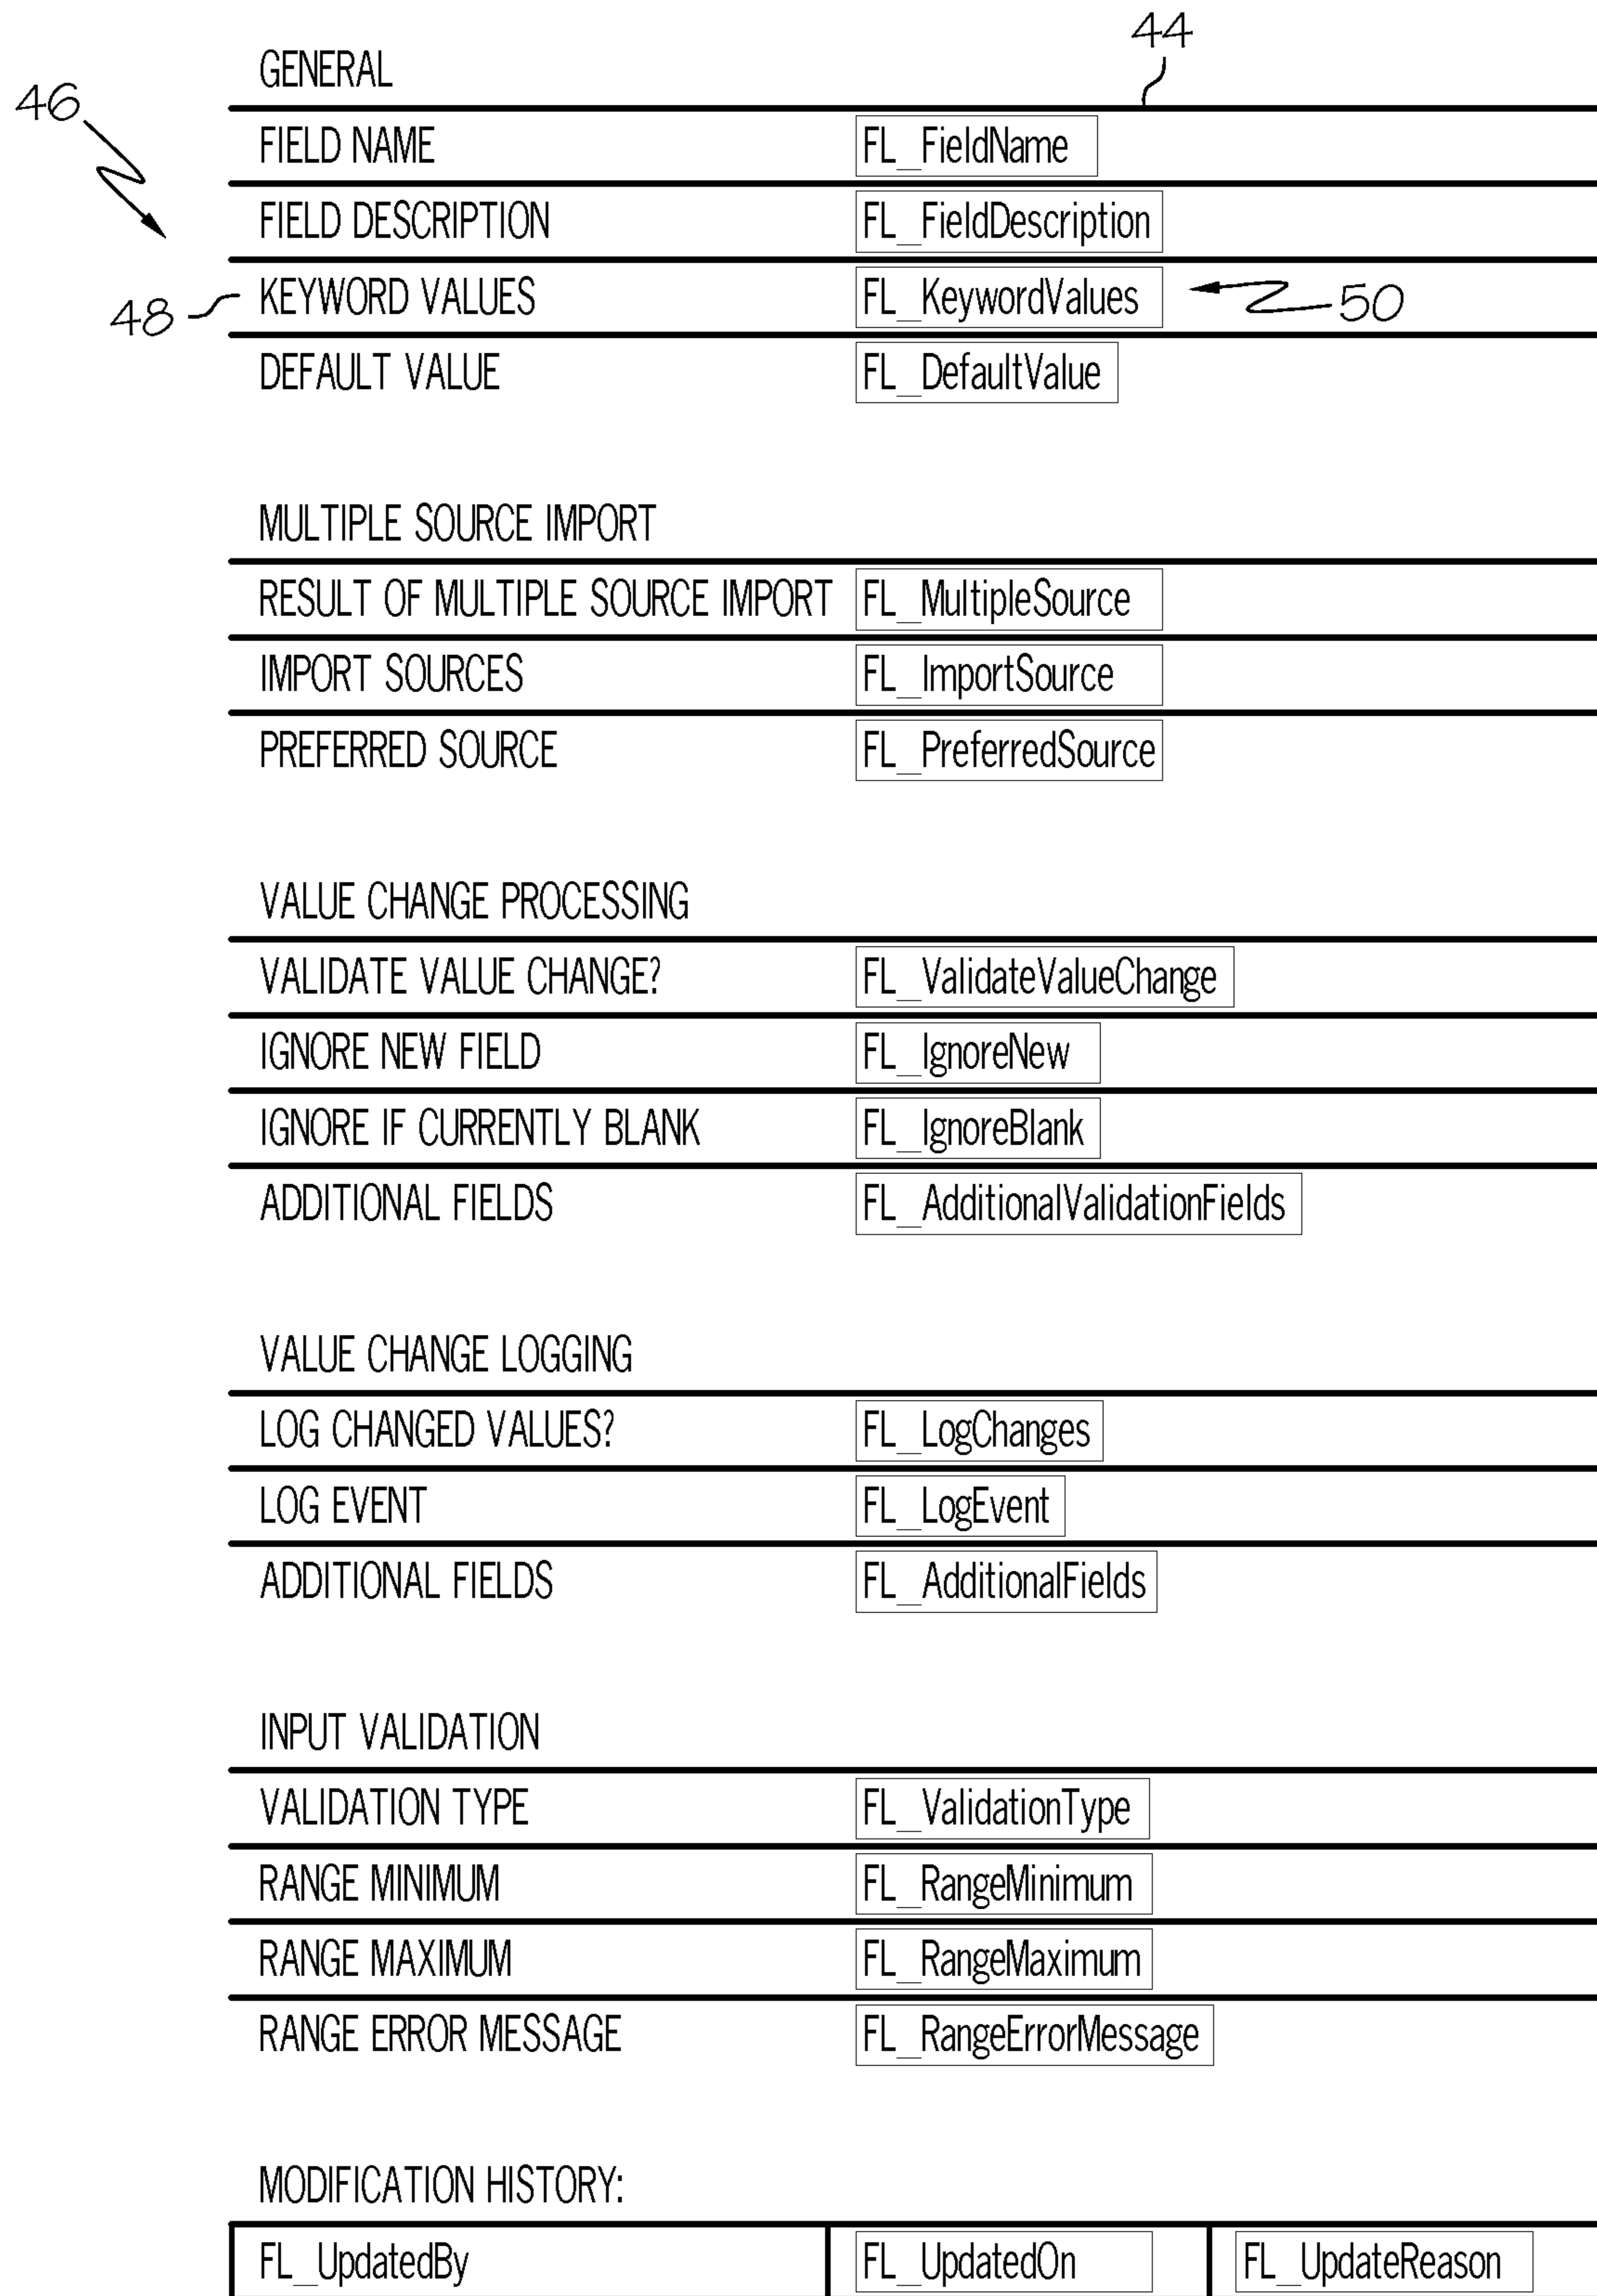 44
GENERAL
46
FIELD NAME FL_FieldName
FIELD DESCRIPTION FL_FieldDescription
48 KEYWORD VALUES FL_KeywordValues 50
DEFAULT VALUE FL_DefaultValue
MULTIPLE SOURCE IMPORT
RESULT OF MULTIPLE SOURCE IMPORT FL_MultipleSource
IMPORT SOURCES FL_ImportSource
PREFERRED SOURCE FL_PreferredSource
VALUE CHANGE PROCESSING
VALIDATE VALUE CHANGE? FL_ValidateValueChange
IGNORE NEW FIELD FL_IgnoreNew
IGNORE IF CURRENTLY BLANK FL_IgnoreBlank
ADDITIONAL FIELDS FL_AdditionalValidationFields
VALUE CHANGE LOGGING
LOG CHANGED VALUES? FL_LogChanges
LOG EVENT FL_LogEvent
ADDITIONAL FIELDS FL_AdditionalFields
INPUT VALIDATION
VALIDATION TYPE FL_ValidationType
RANGE MINIMUM FL_RangeMinimum
RANGE MAXIMUM FL_RangeMaximum
RANGE ERROR MESSAGE FL_RangeErrorMessage
MODIFICATION HISTORY:
FL_UpdatedBy FL_UpdatedOn FL_UpdateReason